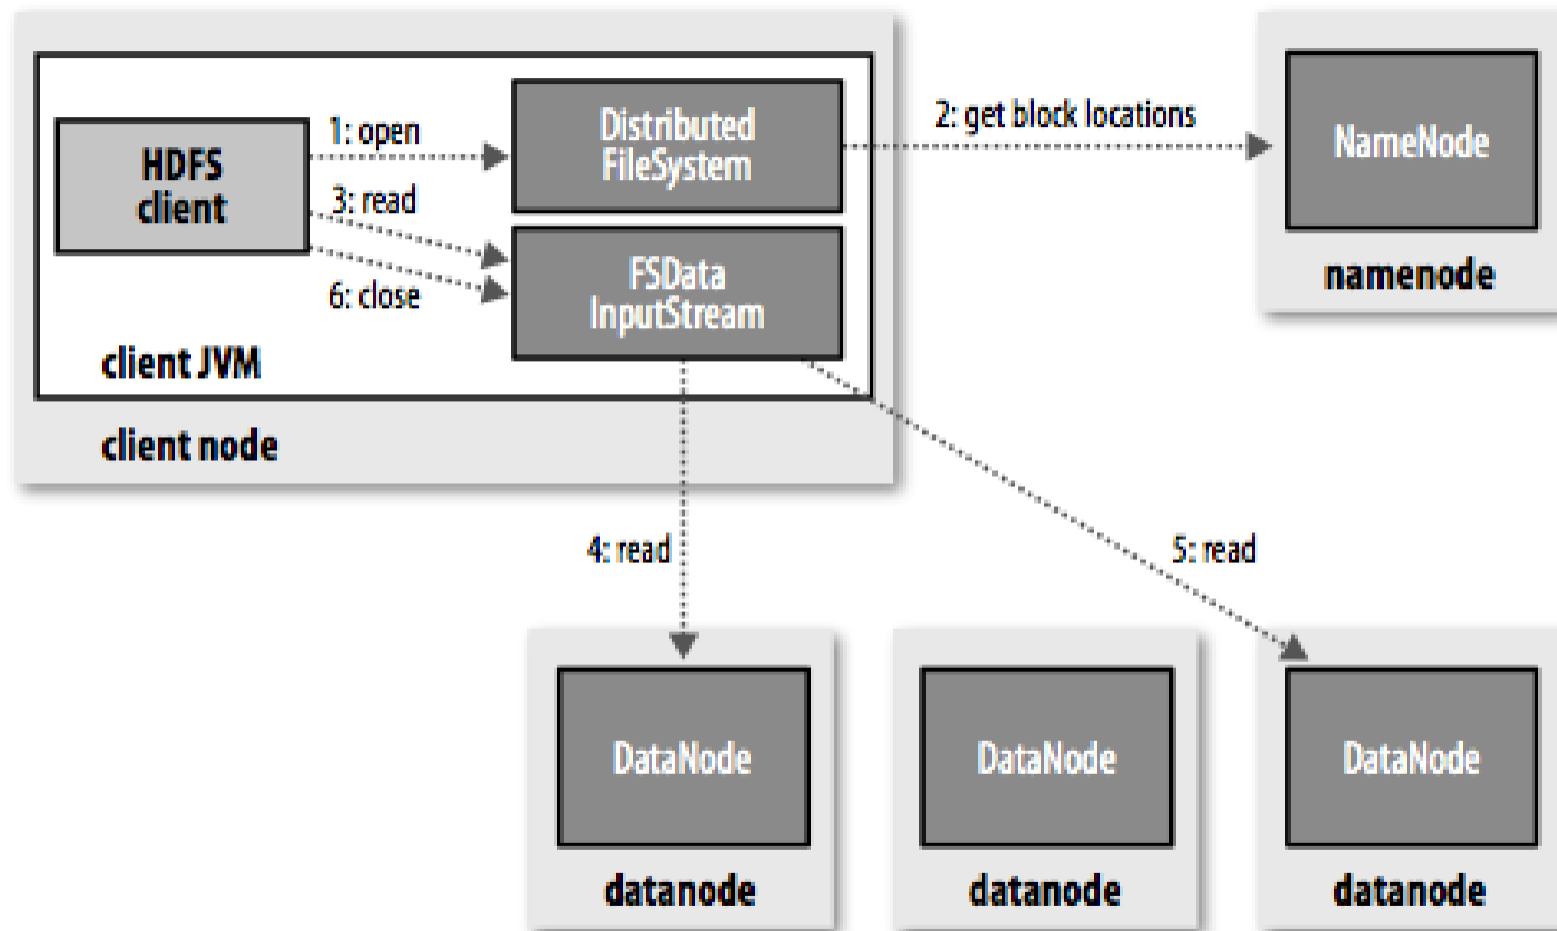 HDFS
client
1: open
3: read
6: close
Distributed
FileSystem
FSData
InputStream
client JVM
client node
2: get block locations
NameNode
namenode
4: read
5: read
DataNode
datanode
DataNode
datanode
DataNode
datanode